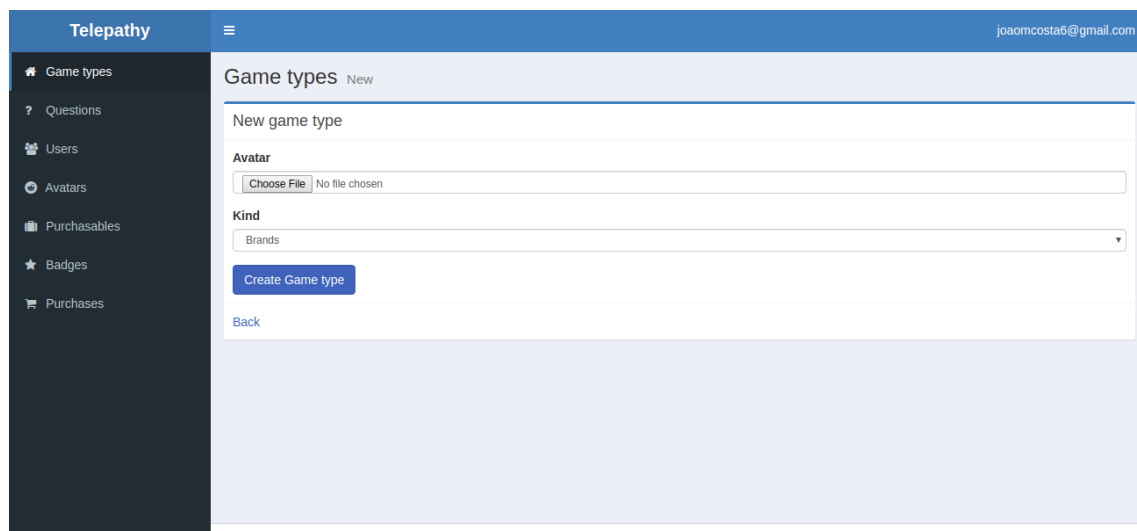 Telepathy
joaomcosta6@gmail.com
Game types
Questions
Users
Avatars
Purchasables
Badges
Purchases
Game types New
New game type
Avatar
Choose File No file chosen
Kind
Brands
Create Game type
Back